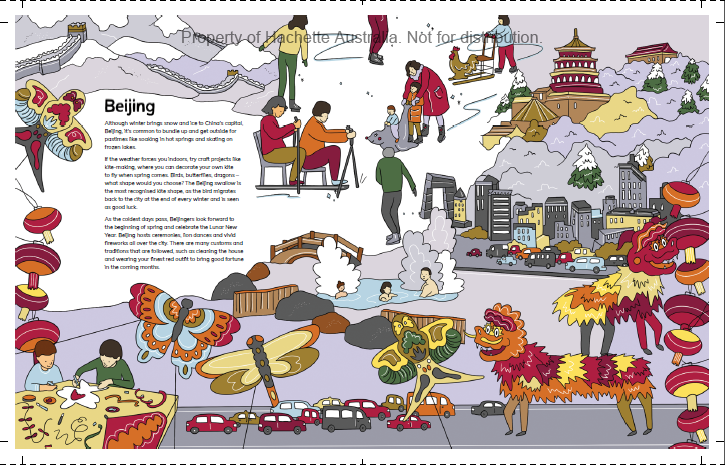 Property of Hachette Australia. Not for distribution.
Beijing
Although winter brings snow and ice to China's capital,
Beijing, it's common to bundle up and get outside for
pastimes like soaking in hot springs and skating on
frozen lakes.
If the weather forces you indoors, try craft projects like
kite-making, where you can decorate your own kite
to fly when spring comes. Birds, butterflies, dragons –
what shape would you choose? The Beijing swallow is
the most recognised kite shape, as the bird migrates
back to the city at the end of every winter and is seen
as good luck.
As the coldest days pass, Beijingers look forward to
the beginning of spring and celebrate the Lunar New
Year. Beijing hosts ceremonies, lion dances and vivid
fireworks all over the city. There are many customs and
traditions that are followed, such as cleaning the house
and wearing your finest red outfit to bring good fortune
in the coming months.